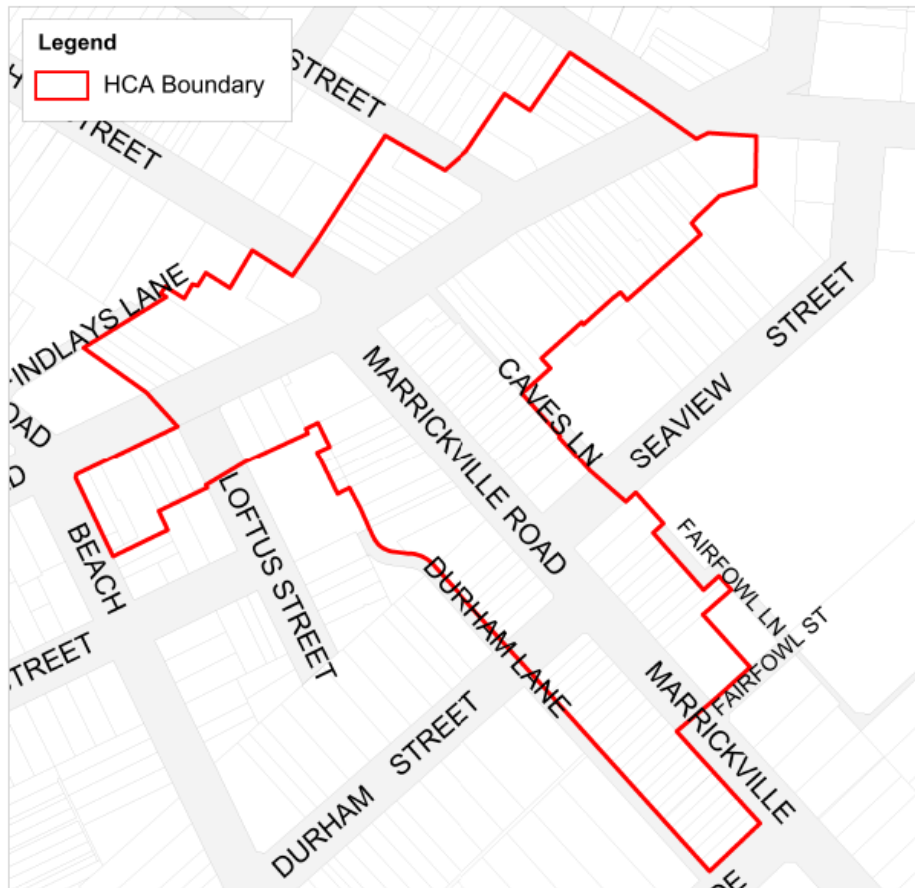 Legend
HCA Boundary
STREET
STREET
FINDLAYS LANE
MARRICKVILLE ROAD
CAVES LN
SEAVIEW STREET
BEACH
LOFTUS STREET
FAIRFOWL LN
FAIRFOWL ST
DURHAM LANE
MARRICKVILLE
DURHAM STREET